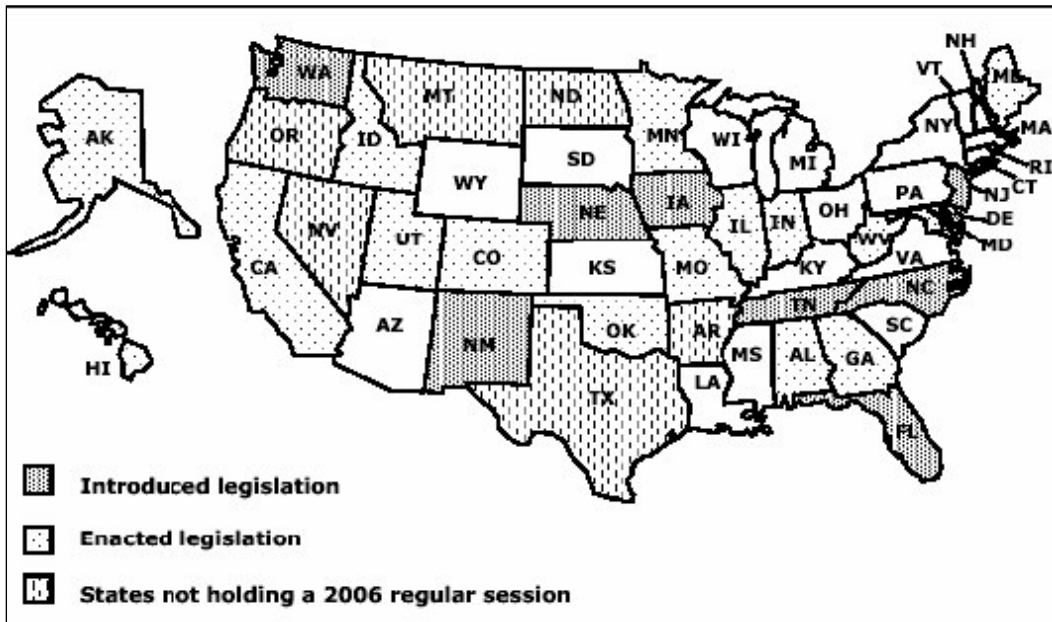 NH
WA
VT
ME
MT
ND
AK
OR
MN
MA
ID
WI
NY
SD
MI
RI
WY
CT
PA
NJ
NE
IA
OH
DE
NV
IL
IN
UT
MD
CO
WV
VA
CA
KS
MO
KY
NC
TN
AZ
OK
AR
NM
SC
MS
AL
GA
HI
LA
TX
FL
Introduced legislation
Enacted legislation
States not holding a 2006 regular session